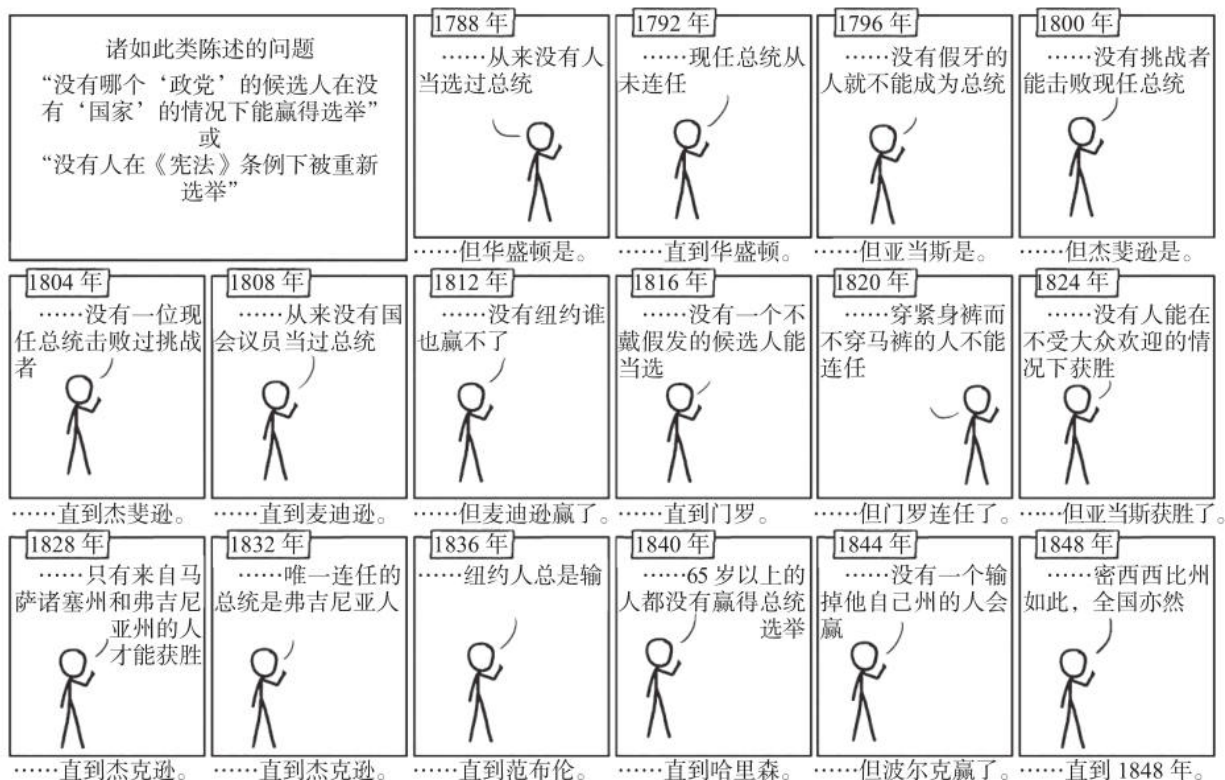 诸如此类陈述的问题
“没有哪个‘政党’的候选人在没
有‘国家’的情况下能赢得选举”
或
“没有人在《宪法》条例下被重新
选举”
1788 年
……从来没有人
当选过总统
……但华盛顿是。
1792 年
……现任总统从
未连任
……直到华盛顿。
1796 年
……没有假牙的
人就不能成为总统
……但亚当斯是。
1800 年
……没有挑战者
能击败现任总统
……但杰斐逊是。
1804 年
……没有一位现
任总统击败过挑战
者
……直到杰斐逊。
1808 年
……从来没有国
会议员当过总统
……直到麦迪逊。
1812 年
……没有纽约谁
也赢不了
……但麦迪逊赢了。
1816 年
……没有一个不
戴假发的候选人能
当选
……直到门罗。
1820 年
……穿紧身裤而
不穿马裤的人不能
连任
……但门罗连任了。
1824 年
……没有人能在
不受大众欢迎的情
况下获胜
……但亚当斯获胜了。
1828 年
……只有来自马
萨诸塞州和弗吉尼
亚州的人
才能获胜
……直到杰克逊。
1832 年
……唯一连任的
总统是弗吉尼亚人
……直到杰克逊。
1836 年
……纽约人总是输
……直到范布伦。
1840 年
……65 岁以上的
人都没有赢得总统
选举
……直到哈里森。
1844 年
……没有一个输
掉他自己州的人会
赢
……但波尔克赢了。
1848 年
……密西西比州
如此，全国亦然
……直到 1848 年。